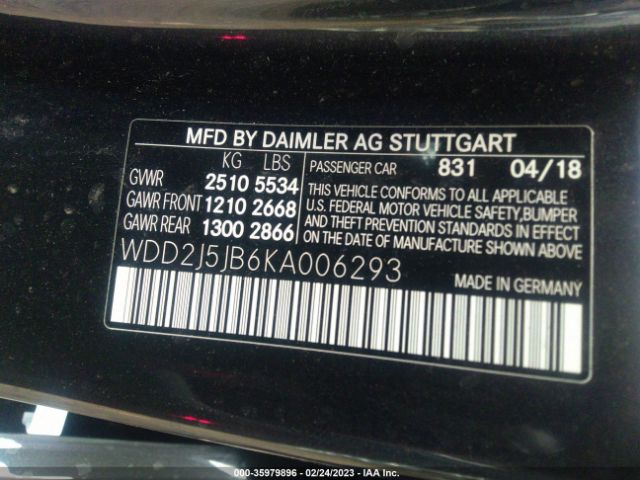 MFD BY DAIMLER AG STUTTGART
KG LBS
GVWR 2510 5534
GAWR FRONT 1210 2668
GAWR REAR 1300 2866
PASSENGER CAR 831 04/18
THIS VEHICLE CONFORMS TO ALL APPLICABLE
U.S. FEDERAL MOTOR VEHICLE SAFETY, BUMPER
AND THEFT PREVENTION STANDARDS IN EFFECT
ON THE DATE OF MANUFACTURE SHOWN ABOVE
WDD2J5JB6KA006293
MADE IN GERMANY
000-35979896 - 02/24/2023 - IAA Inc.